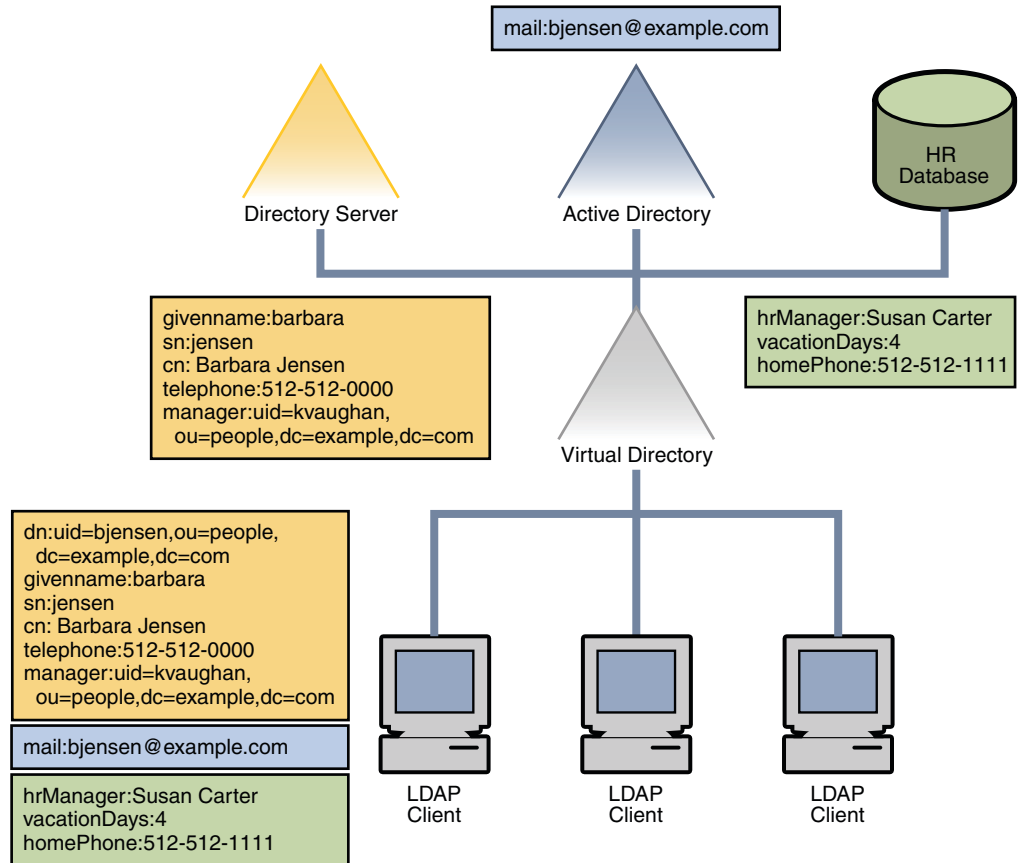 mail:bjensen@example.com
HR
Database
Directory Server
Active Directory
givenname:barbara
sn:jensen
cn: Barbara Jensen
telephone:512-512-0000
manager:uid=kvaughan,
ou=people,dc=example,dc=com
hrManager:Susan Carter
vacationDays:4
homePhone:512-512-1111
Virtual Directory
dn:uid=bjensen,ou=people,
dc=example,dc=com
givenname:barbara
sn:jensen
cn: Barbara Jensen
telephone:512-512-0000
manager:uid=kvaughan,
ou=people,dc=example,dc=com
mail:bjensen@example.com
hrManager:Susan Carter
vacationDays:4
homePhone:512-512-1111
LDAP
Client
LDAP
Client
LDAP
Client